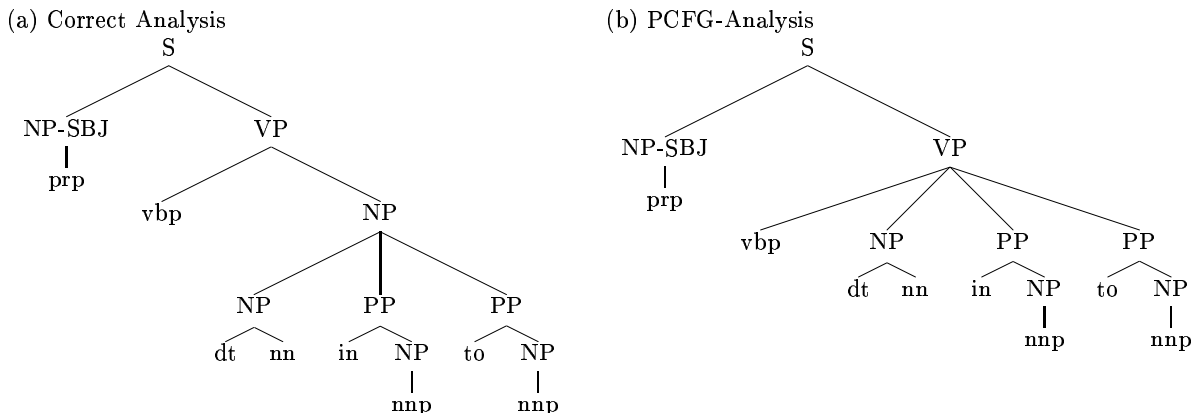 (a) Correct Analysis (b) PCFG-Analysis
S S
NP-SBJ VP NP-SBJ VP
prp prp
vbp NP vbp NP PP PP
dt nn in NP to NP
NP PP PP nnp nnp
dt nn in NP to NP
nnp nnp